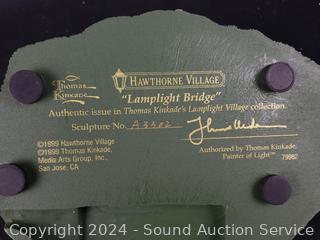 Thomas
Kinkade
HAWTHORNE VILLAGE
"Lamplight Bridge"
Authentic issue in Thomas Kinkade's Lamplight Village collection.
Sculpture No. A3302
©1999 Hawthorne Village
©1999 Thomas Kinkade,
Media Arts Group, Inc.,
San Jose, CA
Authorized by Thomas Kinkade,
Painter of Light™
79982
Copyright 2024 - Sound Auction Service